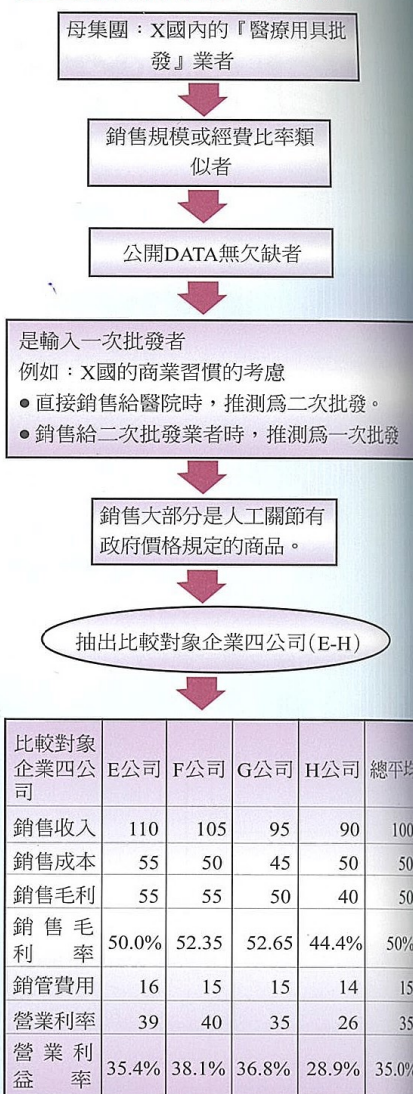 母集團：X國內的『醫療用具批
發』業者
銷售規模或經費比率類
似者
公開DATA無欠缺者
是輸入一次批發者
例如：X國的商業習慣的考慮
●直接銷售給醫院時，推測爲二次批發。
●銷售給二次批發業者時，推測爲一次批發
銷售大部分是人工關節有
政府價格規定的商品。
抽出比較對象企業四公司(E-H)
比較對象
企業四公
司
E公司 F公司 G公司 H公司 總平均
銷售收入 110 105 95 90 100
銷售成本 55 50 45 50 50
銷售毛利 55 55 50 40 50
銷售毛
利率
50.0% 52.35 52.65 44.4% 50%
銷管費用 16 15 15 14 15
營業利率 39 40 35 26 35
營業利
益率
35.4% 38.1% 36.8% 28.9% 35.0%